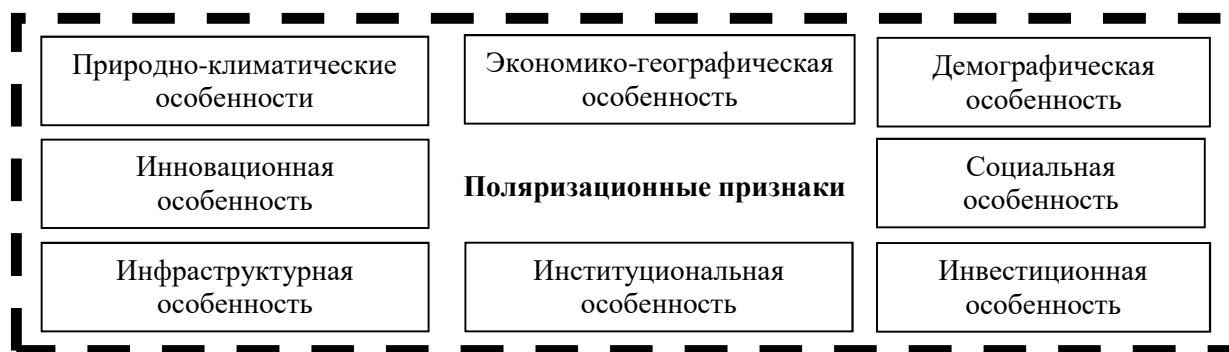 Природно-климатические
особенности
Экономико-географическая
особенность
Демографическая
особенность
Инновационная
особенность
Поляризационные признаки
Социальная
особенность
Инфраструктурная
особенность
Институциональная
особенность
Инвестиционная
особенность